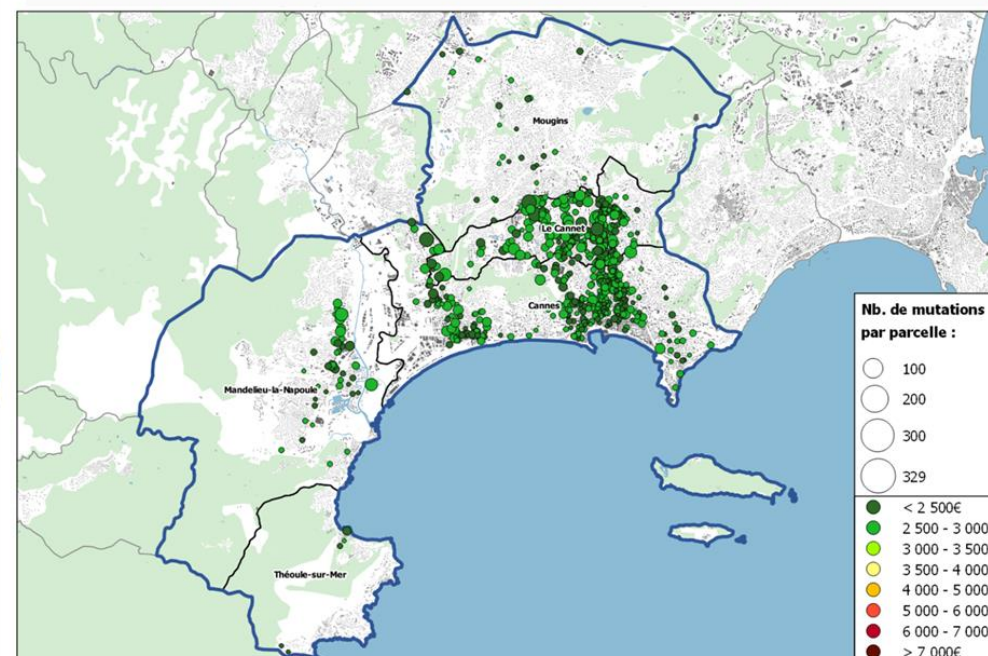 Mougins
Le Cannet
Cannes
Mandelieu-la-Napoule
Théoule-sur-Mer
Nb. de mutations
par parcelle :
100
200
300
329
< 2 500€
2 500 - 3 000
3 000 - 3 500
3 500 - 4 000
4 000 - 5 000
5 000 - 6 000
6 000 - 7 000
> 7 000€